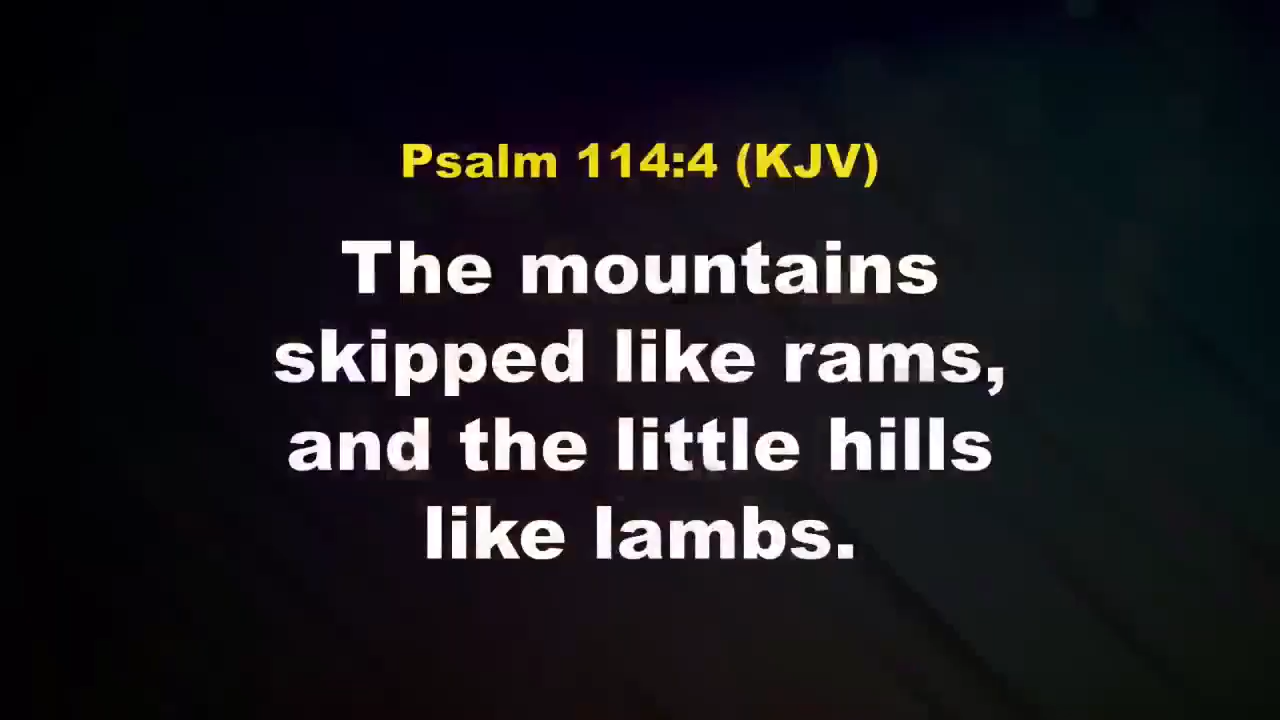 Psalm 114:4 (KJV)
The mountains
skipped like rams,
and the little hills
like lambs.